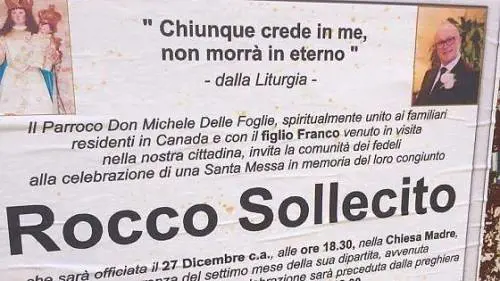 " Chiunque crede in me,
non morrà in eterno "
- dalla Liturgia -
Il Parroco Don Michele Delle Foglie, spiritualmente unito ai familiari
residenti in Canada e con il figlio Franco venuto in visita
nella nostra cittadina, invita la comunità dei fedeli
alla celebrazione di una Santa Messa in memoria del loro congiunto
Rocco Sollecito
che sarà officiata il 27 Dicembre c.a., alle ore 18.30, nella Chiesa Madre,
del settimo mese della sua dipartita, avvenuta
celebrazione sarà preceduta dalla preghiera